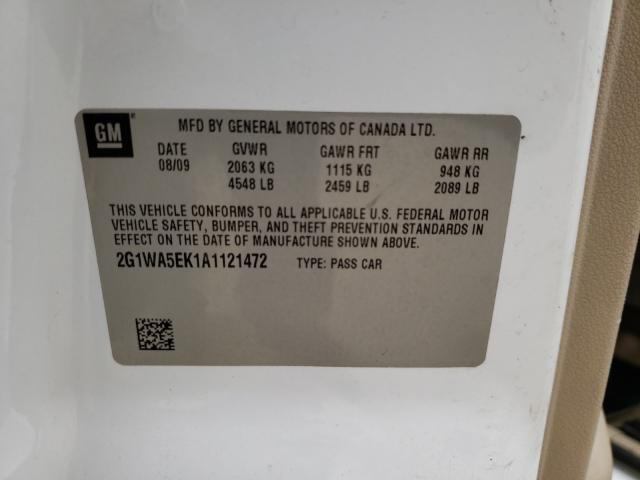 GM
MFD BY GENERAL MOTORS OF CANADA LTD.
DATE GVWR GAWR FRT GAWR RR
08/09 2063 KG 1115 KG 948 KG
4548 LB 2459 LB 2089 LB
THIS VEHICLE CONFORMS TO ALL APPLICABLE U.S. FEDERAL MOTOR
VEHICLE SAFETY, BUMPER, AND THEFT PREVENTION STANDARDS IN
EFFECT ON THE DATE OF MANUFACTURE SHOWN ABOVE.
2G1WA5EK1A1121472 TYPE: PASS CAR